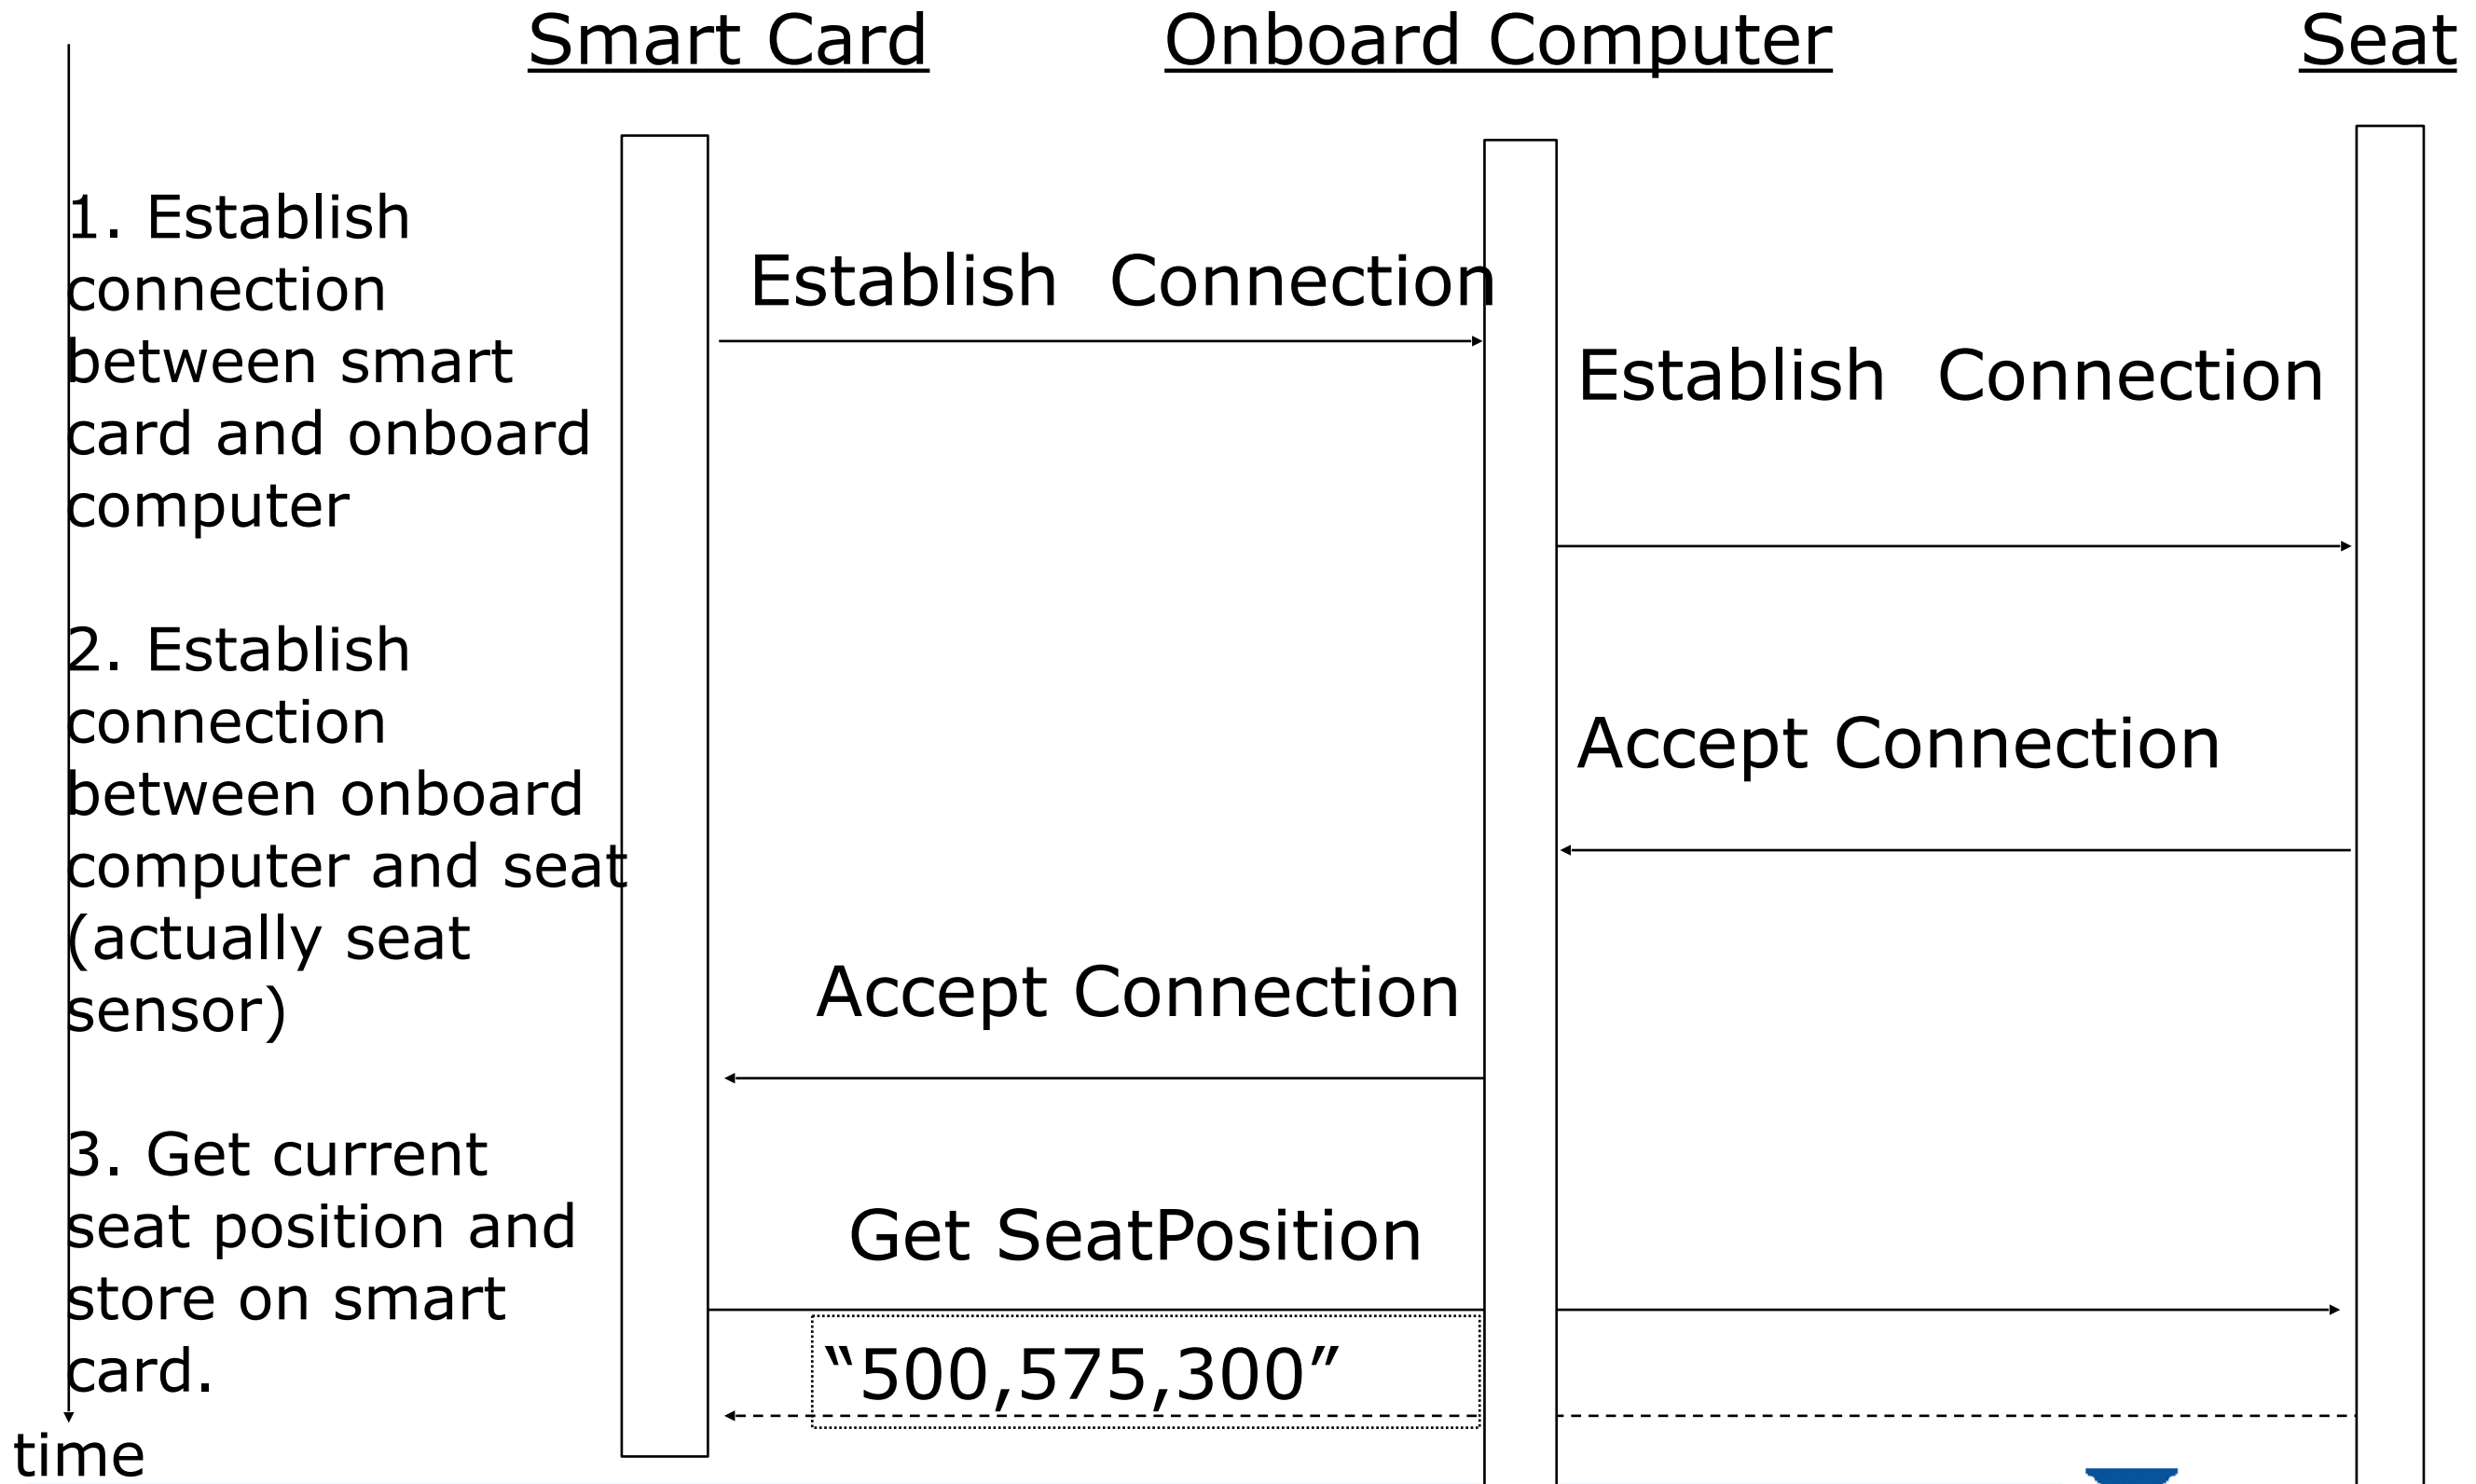 Smart Card
Onboard Computer
Seat
1. Establish
connection
between smart
card and onboard
computer
Establish  Connection
Establish  Connection
2. Establish
connection
between onboard
computer and seat
(actually seat
sensor)
Accept Connection
Accept Connection
3. Get current
seat position and
store on smart
card.
Get SeatPosition
“500,575,300”
time